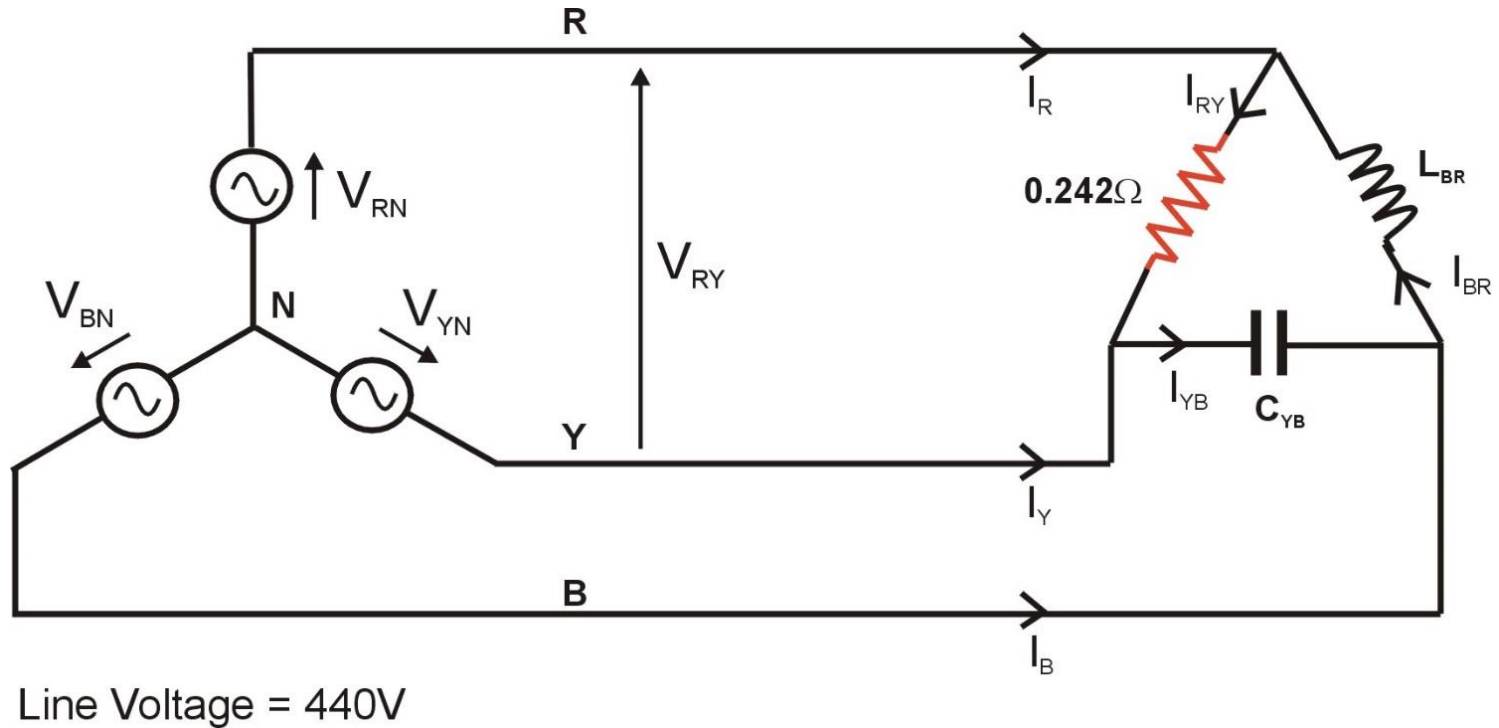 R
I_R
I_RY
V_RN
0.242Ω
L_BR
V_RY
I_BR
V_BN
N
V_YN
I_YB
C_YB
Y
I_Y
B
I_B
Line Voltage = 440V